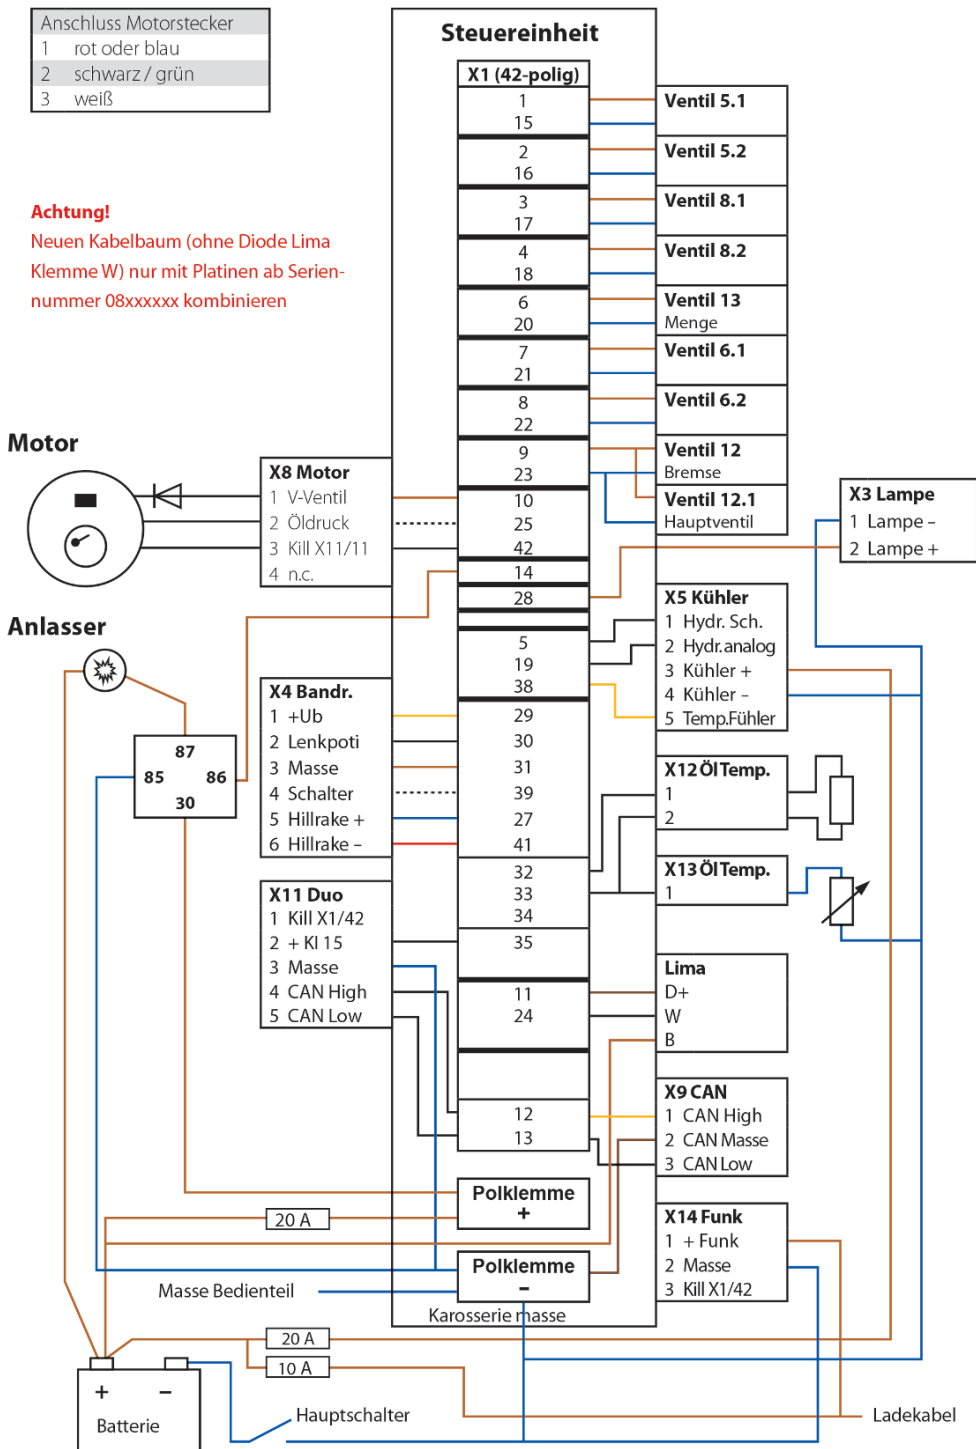 Anschluss Motorstecker
1 rot oder blau
2 schwarz / grün
3 weiß
Achtung!
Neuen Kabelbaum (ohne Diode Lima
Klemme W) nur mit Platinen ab Serien-
nummer 08xxxxxx kombinieren
Steuereinheit
X1 (42-polig)
1
15
2
16
3
17
4
18
6
20
7
21
8
22
9
23
10
25
42
14
28
5
19
38
29
30
31
39
27
41
32
33
34
35
11
24
12
13
Polklemme
+
Polklemme
–
Karosserie masse
Ventil 5.1
Ventil 5.2
Ventil 8.1
Ventil 8.2
Ventil 13
Menge
Ventil 6.1
Ventil 6.2
Ventil 12
Bremse
Ventil 12.1
Hauptventil
X3 Lampe
1 Lampe –
2 Lampe +
X5 Kühler
1 Hydr. Sch.
2 Hydr.analog
3 Kühler +
4 Kühler –
5 Temp.Fühler
X12 Öl Temp.
1
2
X13 Öl Temp.
1
Lima
D+
W
B
X9 CAN
1 CAN High
2 CAN Masse
3 CAN Low
X14 Funk
1 + Funk
2 Masse
3 Kill X1/42
Motor
X8 Motor
1 V-Ventil
2 Öldruck
3 Kill X11/11
4 n.c.
Anlasser
87
85 86
30
X4 Bandr.
1 +Ub
2 Lenkpoti
3 Masse
4 Schalter
5 Hillrake +
6 Hillrake –
X11 Duo
1 Kill X1/42
2 + KI 15
3 Masse
4 CAN High
5 CAN Low
20 A
Masse Bedienteil
20 A
10 A
+ –
Batterie
Hauptschalter
Ladekabel